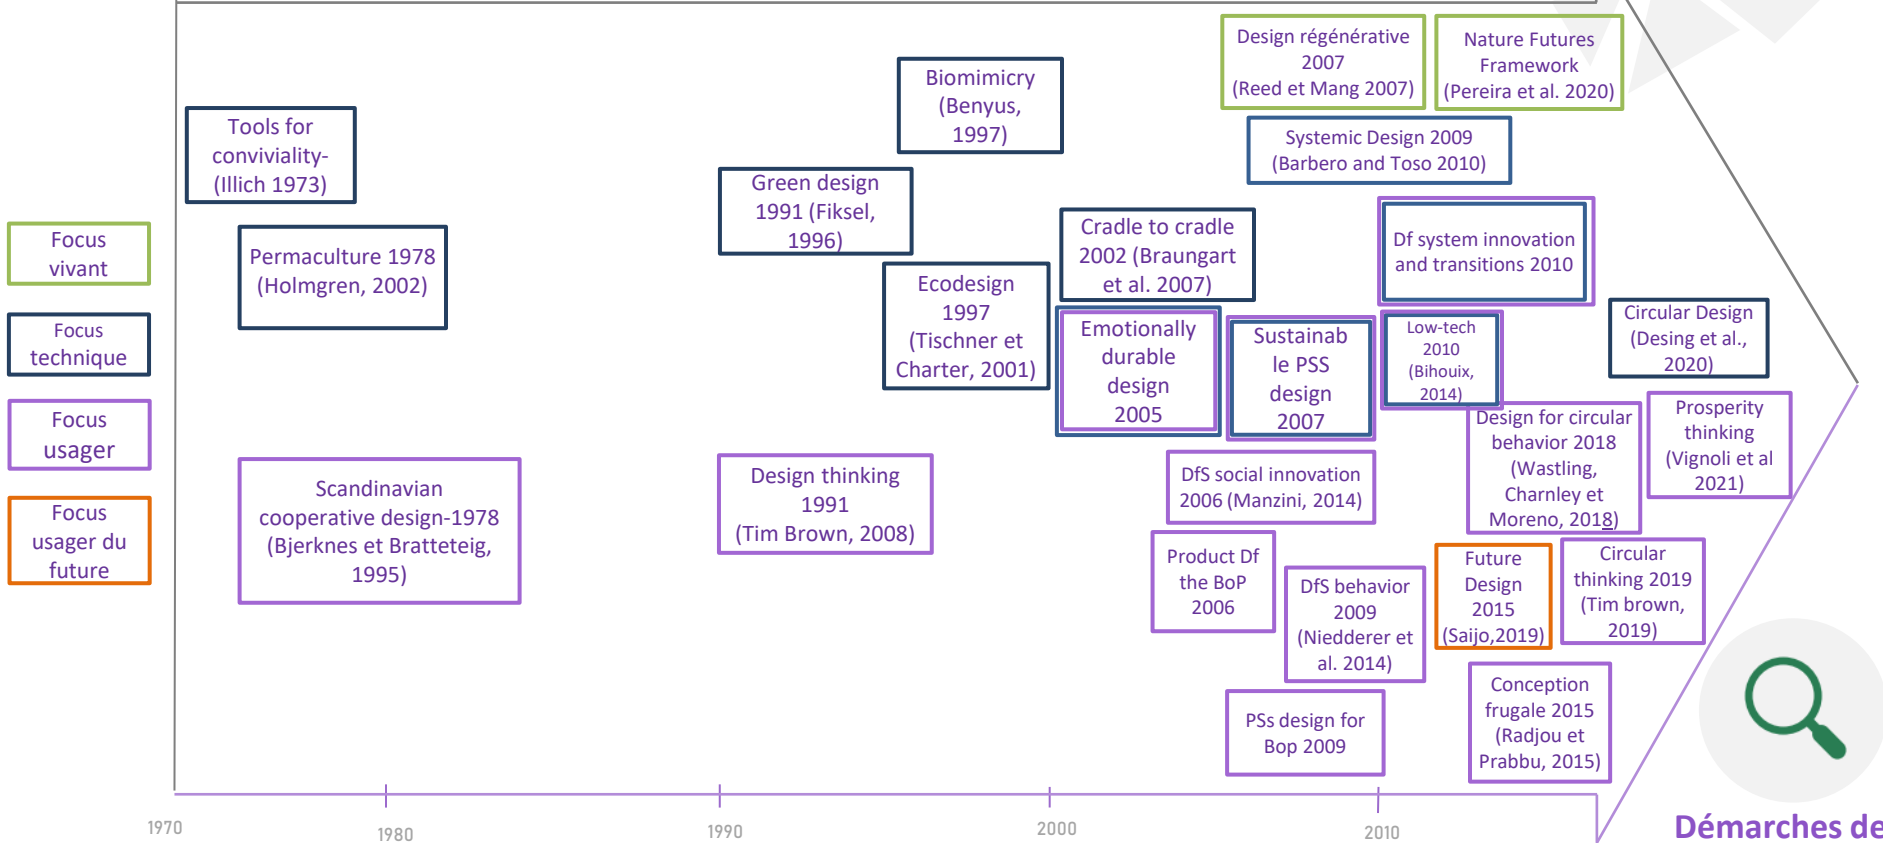 Design régénérative
2007
(Reed et Mang 2007)
Nature Futures
Framework
(Pereira et al. 2020)
Biomimicry
(Benyus,
1997)
Tools for
conviviality-
(Illich 1973)
Systemic Design 2009
(Barbero and Toso 2010)
Green design
1991 (Fiksel,
1996)
Focus
vivant
Permaculture 1978
(Holmgren, 2002)
Cradle to cradle
2002 (Braungart
et al. 2007)
Df system innovation
and transitions 2010
Ecodesign
1997
(Tischner et
Charter, 2001)
Focus
technique
Emotionally
durable
design
2005
Sustainab
le PSS
design
2007
Low-tech
2010
(Bihouix,
2014)
Circular Design
(Desing et al.,
2020)
Focus
usager
Design for circular
behavior 2018
(Wastling,
Charnley et
Moreno, 2018)
Prosperity
thinking
(Vignoli et al
2021)
Scandinavian
cooperative design-1978
(Bjerknes et Bratteteig,
1995)
Design thinking
1991
(Tim Brown, 2008)
DfS social innovation
2006 (Manzini, 2014)
Focus
usager du
future
Product Df
the BoP
2006
DfS behavior
2009
(Niedderer et
al. 2014)
Future
Design
2015
(Saijo,2019)
Circular
thinking 2019
(Tim brown,
2019)
PSs design for
Bop 2009
Conception
frugale 2015
(Radjou et
Prabbu, 2015)
1970
1980
1990
2000
2010
Démarches de